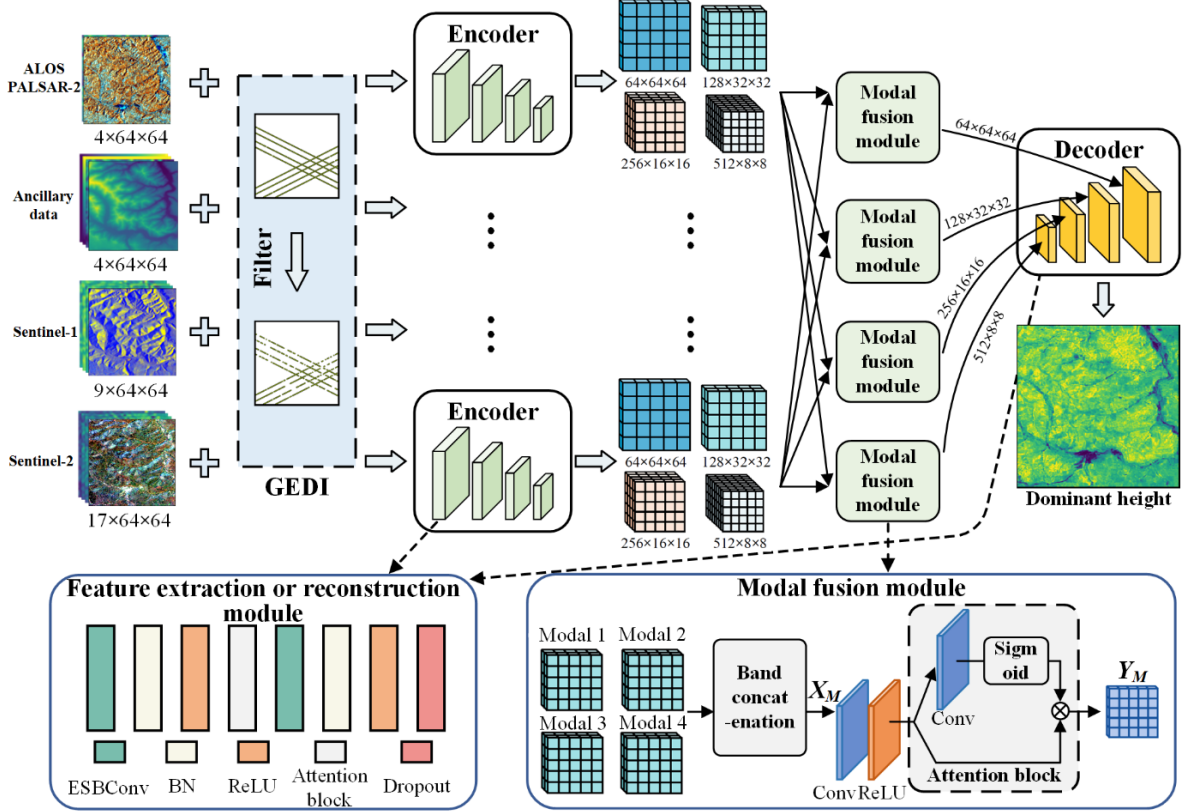 ALOS
PALSAR-2
4×64×64
Ancillary
data
4×64×64
Sentinel-1
9×64×64
Sentinel-2
17×64×64
Filter
GEDI
Encoder
64×64×64
128×32×32
256×16×16
512×8×8
Encoder
64×64×64
128×32×32
256×16×16
512×8×8
Modal
fusion
module
Modal
fusion
module
Modal
fusion
module
Modal
fusion
module
64×64×64
128×32×32
256×16×16
512×8×8
Decoder
Dominant height
Feature extraction or reconstruction
module
ESBConv
BN
ReLU
Attention
block
Dropout
Modal fusion module
Modal 1
Modal 2
Modal 3
Modal 4
Band
concat
-enation
X_M
Conv
ReLU
Conv
Sigm
oid
Attention block
Y_M